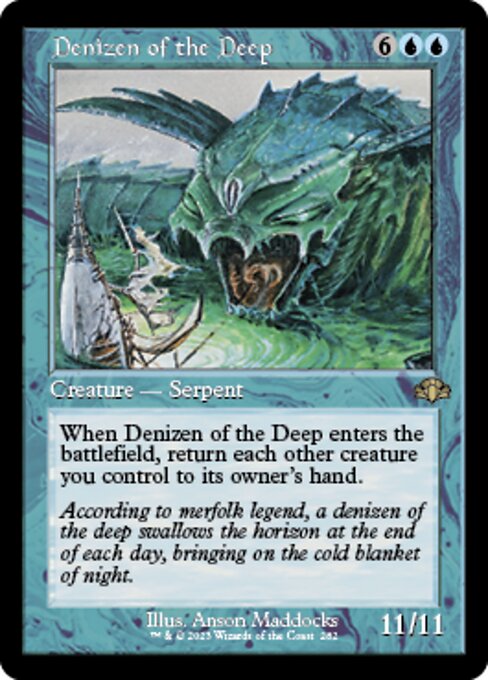 Denizen of the Deep 6
Creature — Serpent
When Denizen of the Deep enters the
battlefield, return each other creature
you control to its owner's hand.
According to merfolk legend, a denizen of
the deep swallows the horizon at the end
of each day, bringing on the cold blanket
of night.
Illus. Anson Maddocks
™ & © 2023 Wizards of the Coast 262
11/11